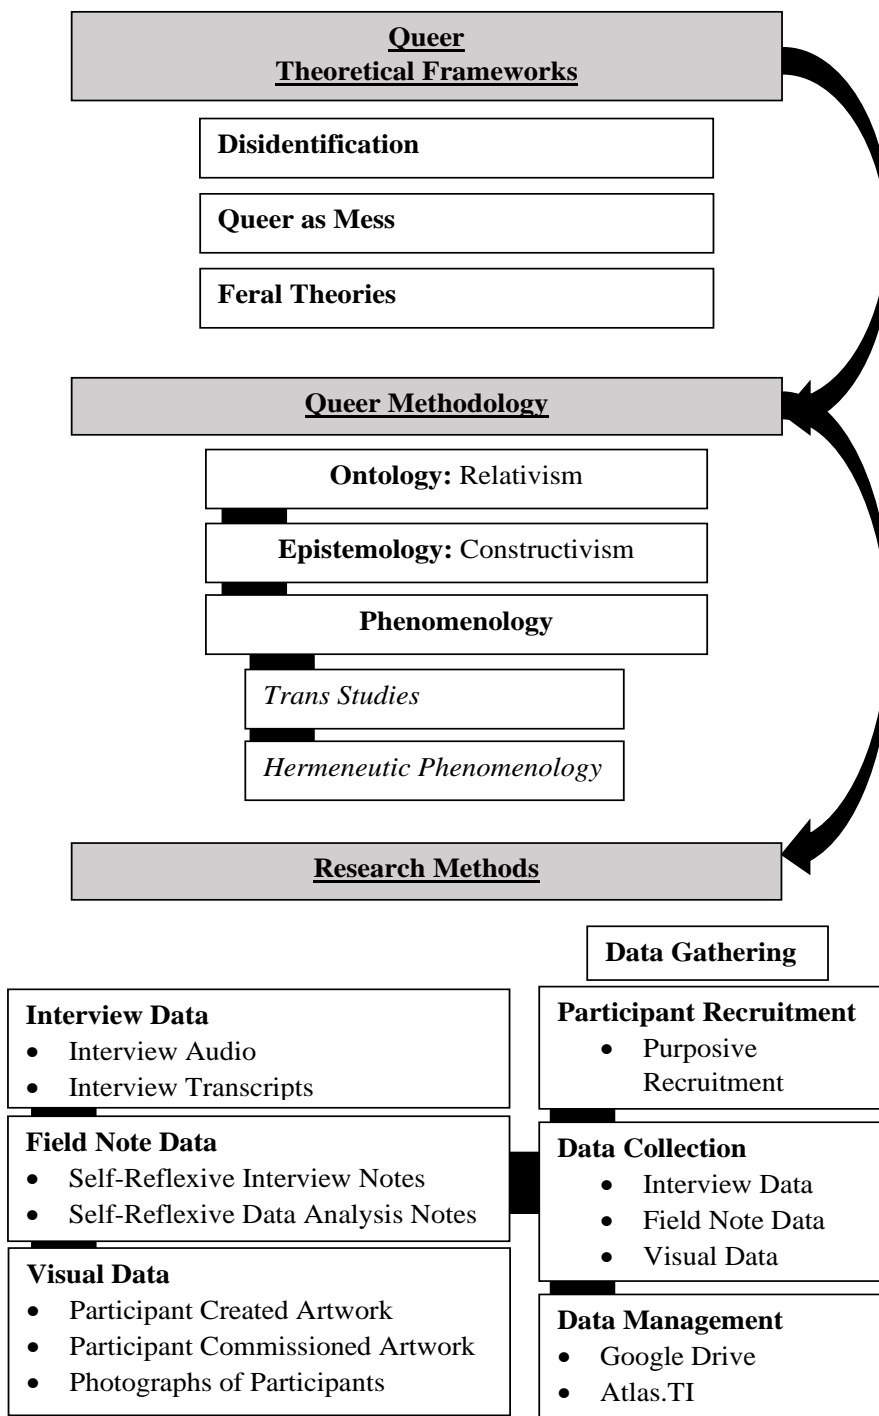 Queer
Theoretical Frameworks
Disidentification
Queer as Mess
Feral Theories
Queer Methodology
Ontology: Relativism
Epistemology: Constructivism
Phenomenology
Trans Studies
Hermeneutic Phenomenology
Research Methods
Data Gathering
Interview Data
• Interview Audio
• Interview Transcripts
Field Note Data
• Self-Reflexive Interview Notes
• Self-Reflexive Data Analysis Notes
Visual Data
• Participant Created Artwork
• Participant Commissioned Artwork
• Photographs of Participants
Participant Recruitment
• Purposive
Recruitment
Data Collection
• Interview Data
• Field Note Data
• Visual Data
Data Management
• Google Drive
• Atlas.TI